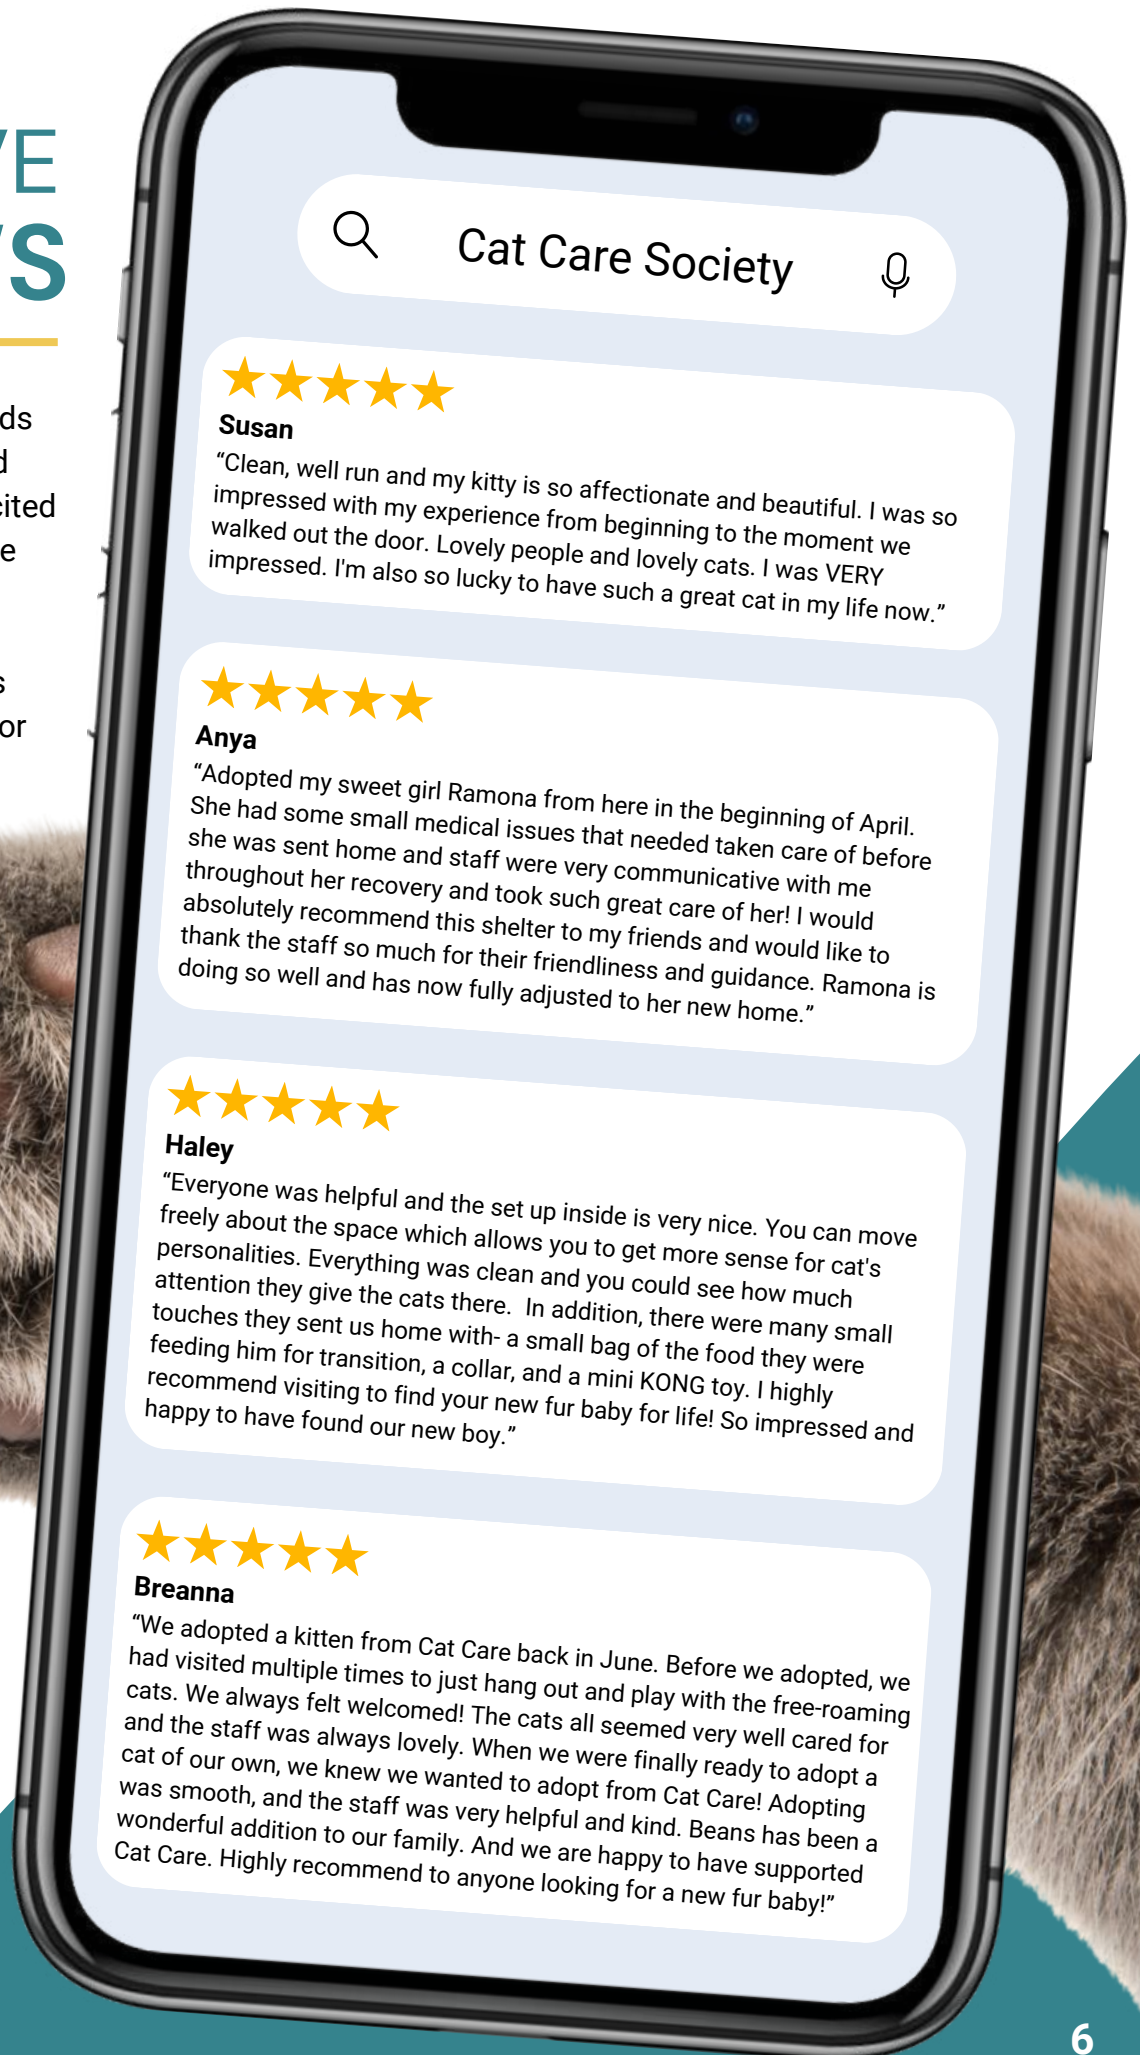 VE
WS
ds
d
cited
e
s
or
Cat Care Society
Susan
“Clean, well run and my kitty is so affectionate and beautiful. I was so
impressed with my experience from beginning to the moment we
walked out the door. Lovely people and lovely cats. I was VERY
impressed. I'm also so lucky to have such a great cat in my life now.”
Anya
“Adopted my sweet girl Ramona from here in the beginning of April.
She had some small medical issues that needed taken care of before
she was sent home and staff were very communicative with me
throughout her recovery and took such great care of her! I would
absolutely recommend this shelter to my friends and would like to
thank the staff so much for their friendliness and guidance. Ramona is
doing so well and has now fully adjusted to her new home.”
Haley
“Everyone was helpful and the set up inside is very nice. You can move
freely about the space which allows you to get more sense for cat's
personalities. Everything was clean and you could see how much
attention they give the cats there.  In addition, there were many small
touches they sent us home with- a small bag of the food they were
feeding him for transition, a collar, and a mini KONG toy. I highly
recommend visiting to find your new fur baby for life! So impressed and
happy to have found our new boy.”
Breanna
“We adopted a kitten from Cat Care back in June. Before we adopted, we
had visited multiple times to just hang out and play with the free-roaming
cats. We always felt welcomed! The cats all seemed very well cared for
and the staff was always lovely. When we were finally ready to adopt a
cat of our own, we knew we wanted to adopt from Cat Care! Adopting
was smooth, and the staff was very helpful and kind. Beans has been a
wonderful addition to our family. And we are happy to have supported
Cat Care. Highly recommend to anyone looking for a new fur baby!”
6